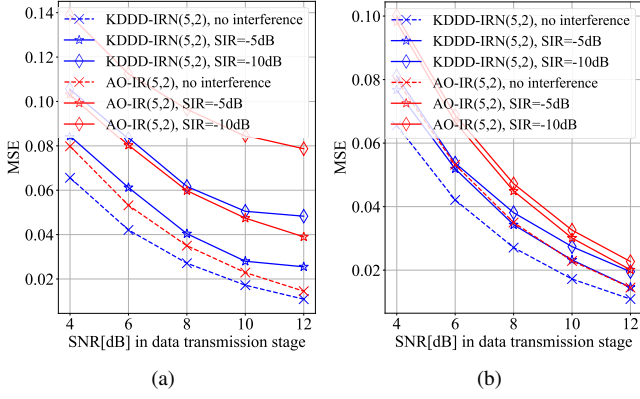 KDDD-IRN(5,2), no interference
KDDD-IRN(5,2), SIR=-5dB
KDDD-IRN(5,2), SIR=-10dB
AO-IR(5,2), no interference
AO-IR(5,2), SIR=-5dB
AO-IR(5,2), SIR=-10dB
0.14
0.12
0.10
0.08
0.06
0.04
0.02
MSE
4 6 8 10 12
SNR[dB] in data transmission stage
(a)
KDDD-IRN(5,2), no interference
KDDD-IRN(5,2), SIR=-5dB
KDDD-IRN(5,2), SIR=-10dB
AO-IR(5,2), no interference
AO-IR(5,2), SIR=-5dB
AO-IR(5,2), SIR=-10dB
0.10
0.08
0.06
0.04
0.02
MSE
4 6 8 10 12
SNR[dB] in data transmission stage
(b)